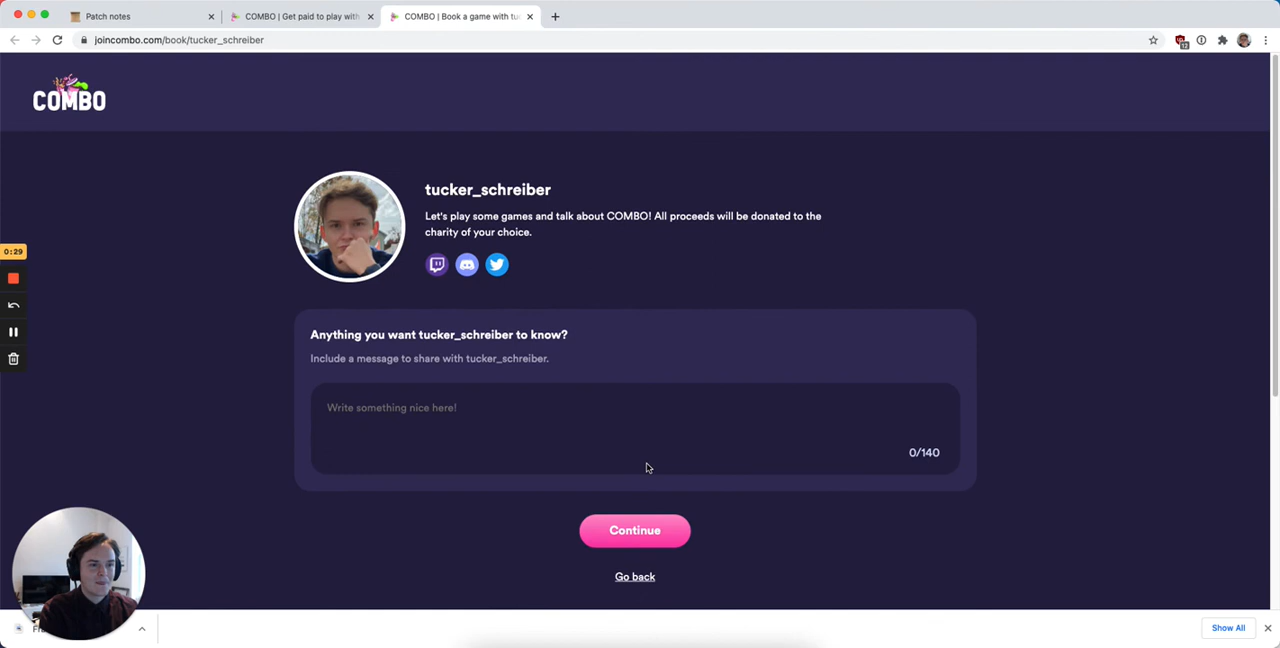 Patch notes
COMBO | Get paid to play with
COMBO | Book a game with tu
joincombo.com/book/tucker_schreiber
12
COMBO
tucker_schreiber
Let's play some games and talk about COMBO! All proceeds will be donated to the
charity of your choice.
0:29
Anything you want tucker_schreiber to know?
Include a message to share with tucker_schreiber.
Write something nice here!
0/140
Continue
Go back
Show All